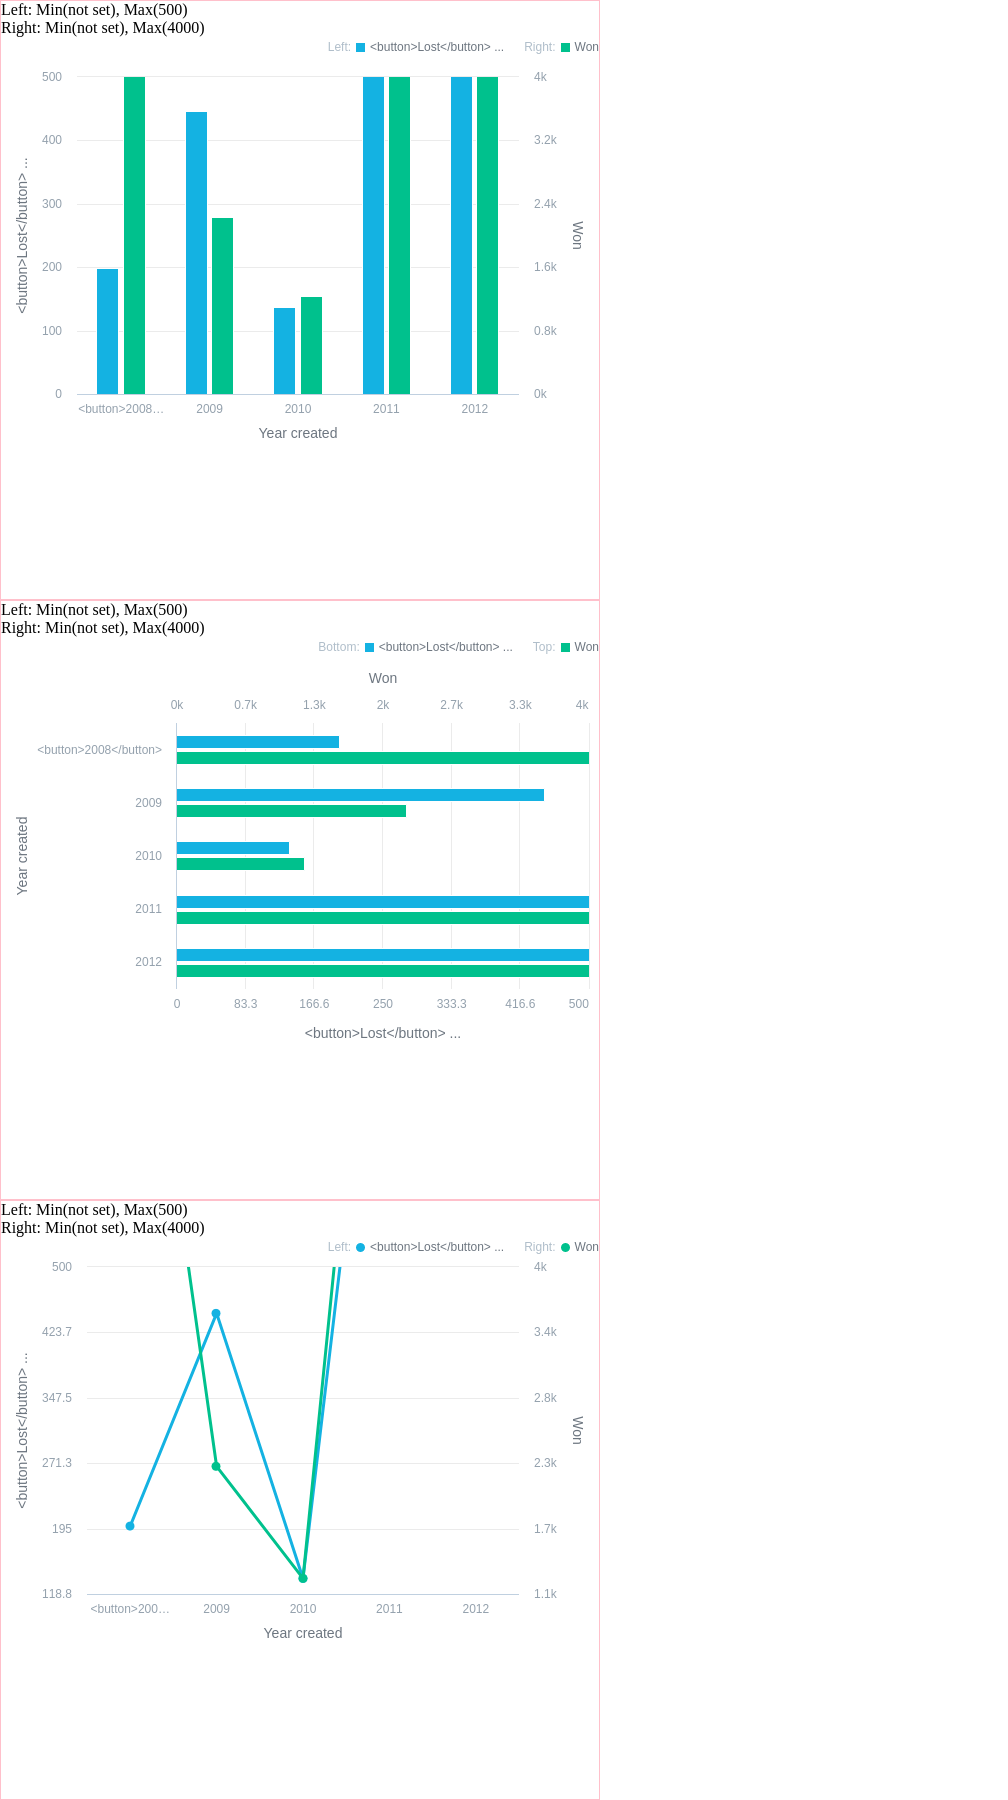 Left: Min(not set), Max(500)
Right: Min(not set), Max(4000)
Left: <button>Lost</button> ... Right: Won
500 4k
400 3.2k
300 2.4k
200 1.6k
100 0.8k
0 0k
<button>Lost</button> ...
Won
<button>2008… 2009 2010 2011 2012
Year created
Left: Min(not set), Max(500)
Right: Min(not set), Max(4000)
Bottom: <button>Lost</button> ... Top: Won
Won
0k 0.7k 1.3k 2k 2.7k 3.3k 4k
<button>2008</button>
2009
2010
2011
2012
Year created
0 83.3 166.6 250 333.3 416.6 500
<button>Lost</button> ...
Left: Min(not set), Max(500)
Right: Min(not set), Max(4000)
Left: <button>Lost</button> ... Right: Won
500 4k
423.7 3.4k
347.5 2.8k
271.3 2.3k
195 1.7k
118.8 1.1k
<button>Lost</button> ...
Won
<button>200… 2009 2010 2011 2012
Year created